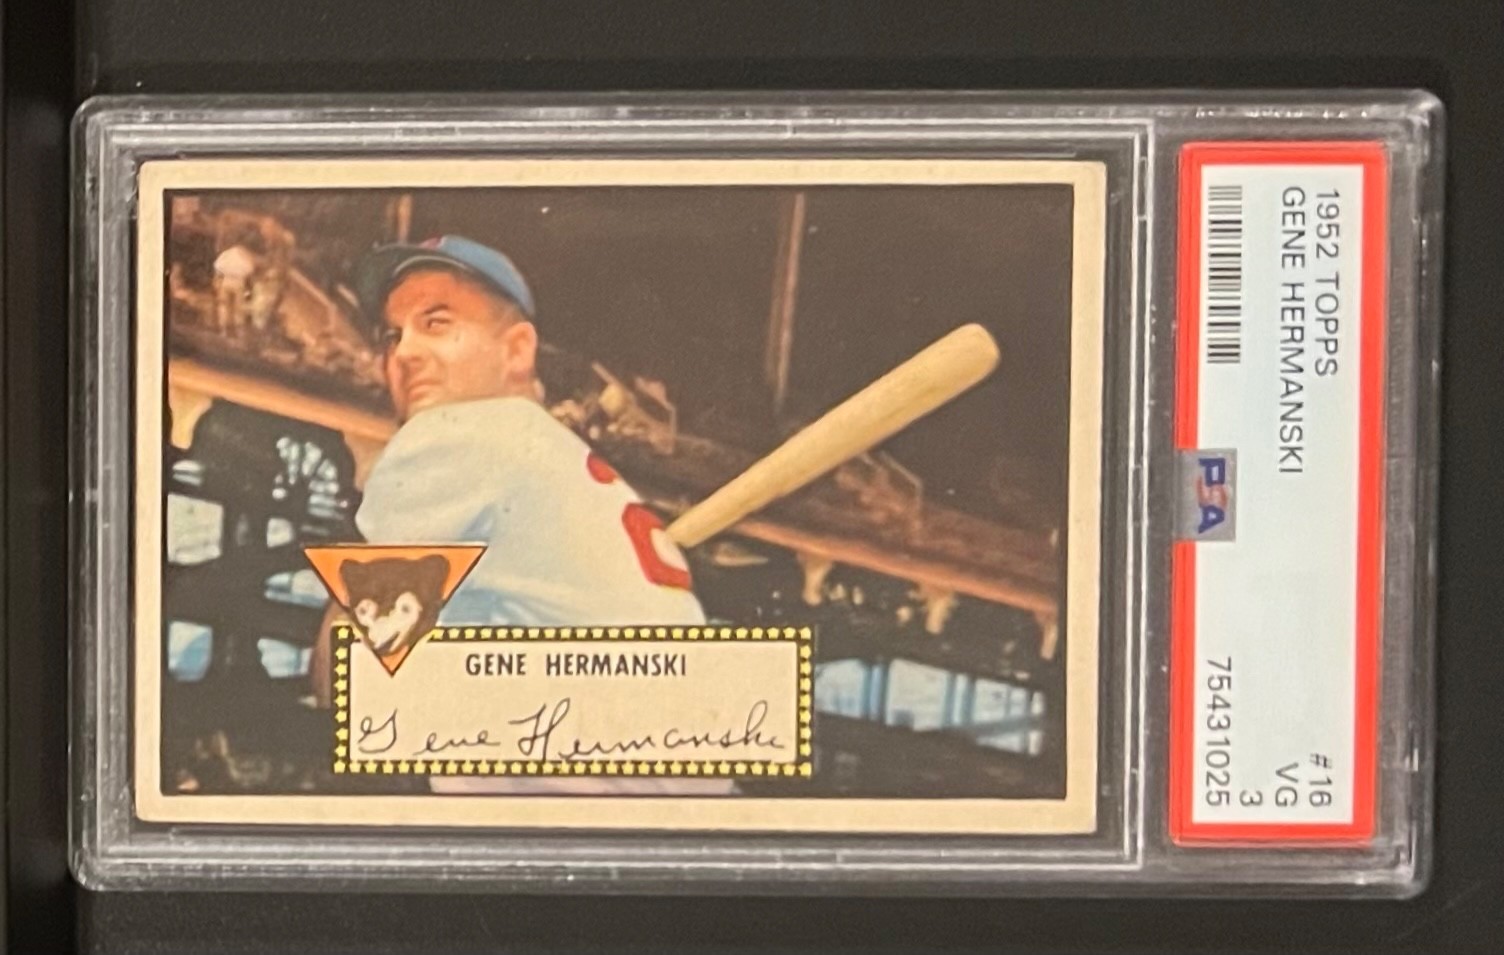 GENE HERMANSKI
Gene Hermanski
1952 TOPPS #16
GENE HERMANSKI VG
3
PSA
75431025